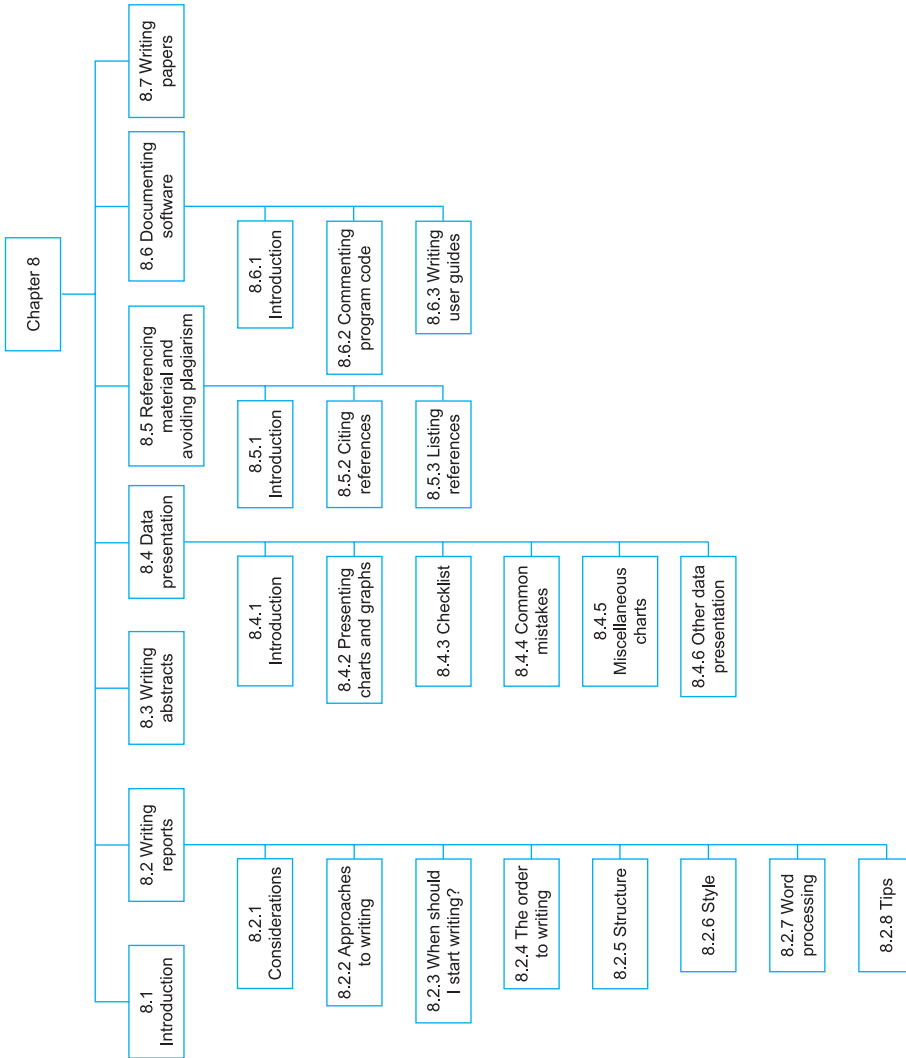 Chapter 8
8.1
Introduction
8.2 Writing
reports
8.2.1
Considerations
8.2.2 Approaches
to writing
8.2.3 When should
I start writing?
8.2.4 The order
to writing
8.2.5 Structure
8.2.6 Style
8.2.7 Word
processing
8.2.8 Tips
8.3 Writing
abstracts
8.4 Data
presentation
8.4.1
Introduction
8.4.2 Presenting
charts and graphs
8.4.3 Checklist
8.4.4 Common
mistakes
8.4.5
Miscellaneous
charts
8.4.6 Other data
presentation
8.5 Referencing
material and
avoiding plagiarism
8.5.1
Introduction
8.5.2 Citing
references
8.5.3 Listing
references
8.6 Documenting
software
8.6.1
Introduction
8.6.2 Commenting
program code
8.6.3 Writing
user guides
8.7 Writing
papers